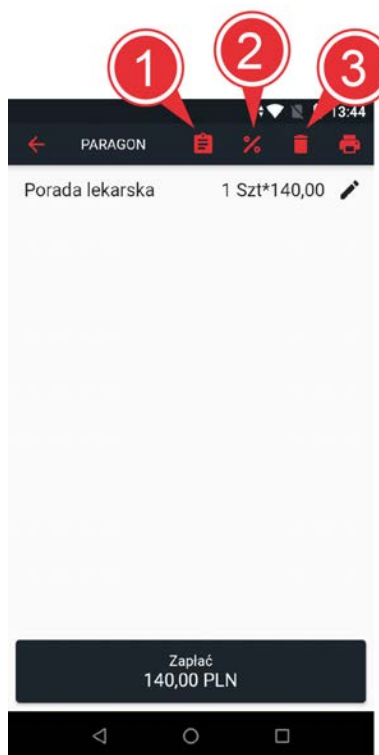 1
2
3
13:44
PARAGON
Porada lekarska 1 Szt*140,00
Zapłać
140,00 PLN